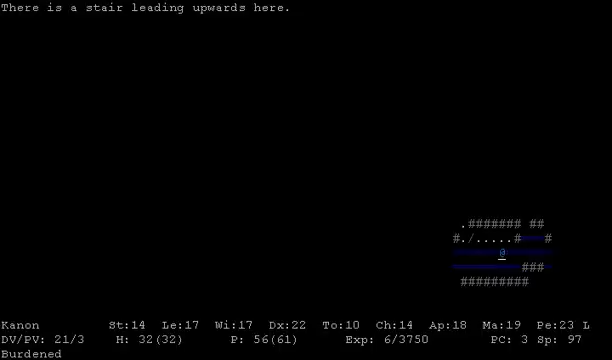 There is a stair leading upwards here.
.####### ##
#./.....#===#
=======@======
=========###=
#########
Kanon St:14 Le:17 Wi:17 Dx:22 To:10 Ch:14 Ap:18 Ma:19 Pe:23 L
DV/PV: 21/3 H: 32(32) P: 56(61) Exp: 6/3750 PC: 3 Sp: 97
Burdened